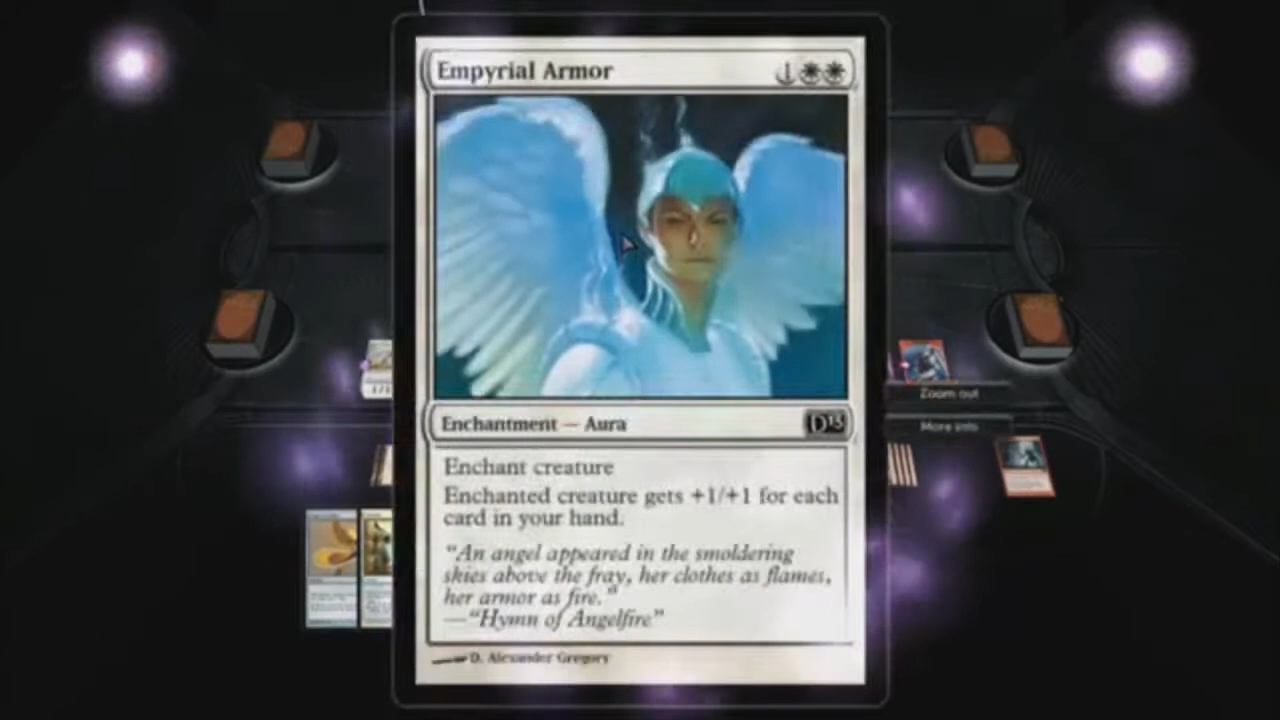 Empyrial Armor 1
Enchantment — Aura D15
Enchant creature
Enchanted creature gets +1/+1 for each
card in your hand.
"An angel appeared in the smoldering
skies above the fray, her clothes as flames,
her armor as fire."
—"Hymn of Angelfire"
D. Alexander Gregory
Zoom out
More info